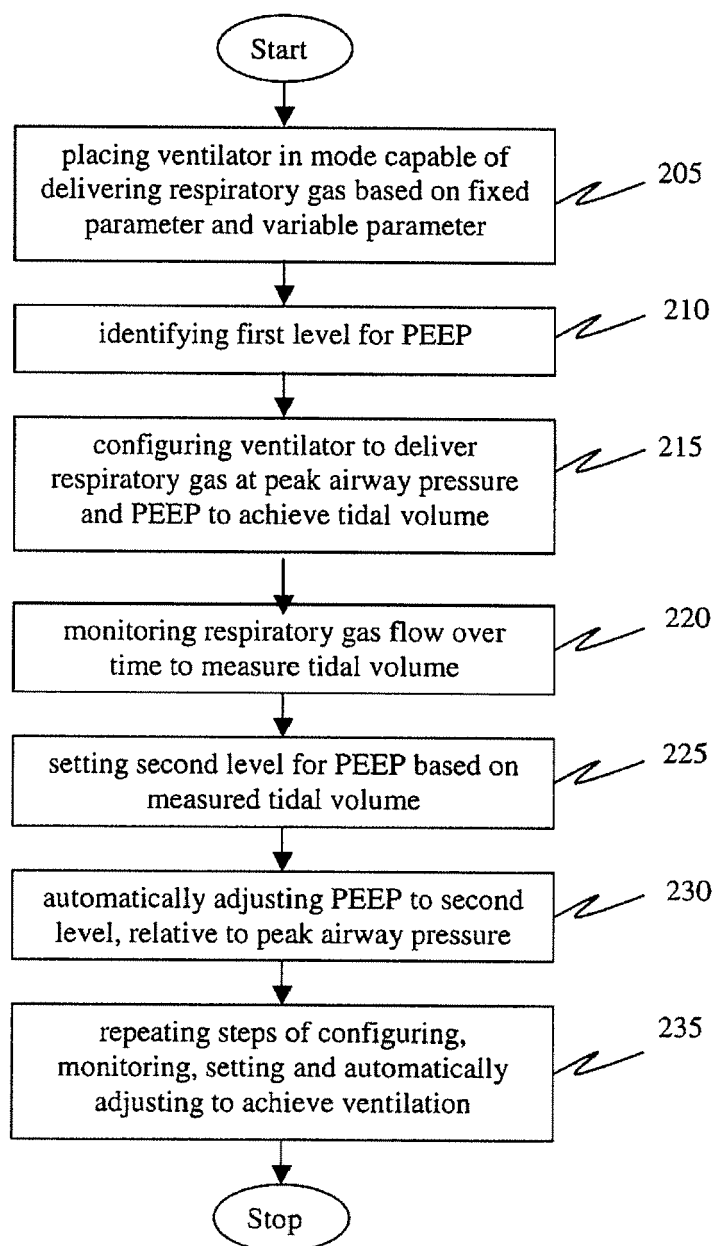 Start
placing ventilator in mode capable of
delivering respiratory gas based on fixed
parameter and variable parameter
205
identifying first level for PEEP
210
configuring ventilator to deliver
respiratory gas at peak airway pressure
and PEEP to achieve tidal volume
215
monitoring respiratory gas flow over
time to measure tidal volume
220
setting second level for PEEP based on
measured tidal volume
225
automatically adjusting PEEP to second
level, relative to peak airway pressure
230
repeating steps of configuring,
monitoring, setting and automatically
adjusting to achieve ventilation
235
Stop